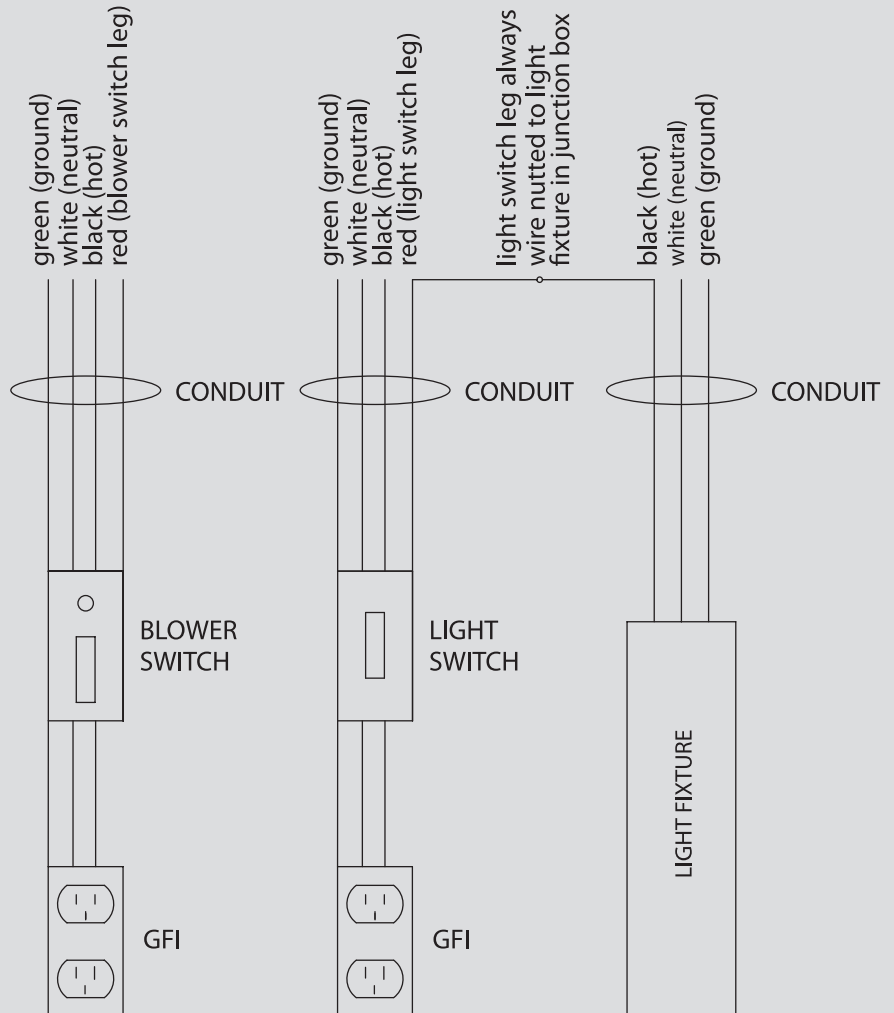 green (ground)
white (neutral)
black (hot)
red (blower switch leg)
green (ground)
white (neutral)
black (hot)
red (light switch leg)
light switch leg always
wire nutted to light
fixture in junction box
black (hot)
white (neutral)
green (ground)
CONDUIT
CONDUIT
CONDUIT
BLOWER
SWITCH
LIGHT
SWITCH
LIGHT FIXTURE
GFI
GFI